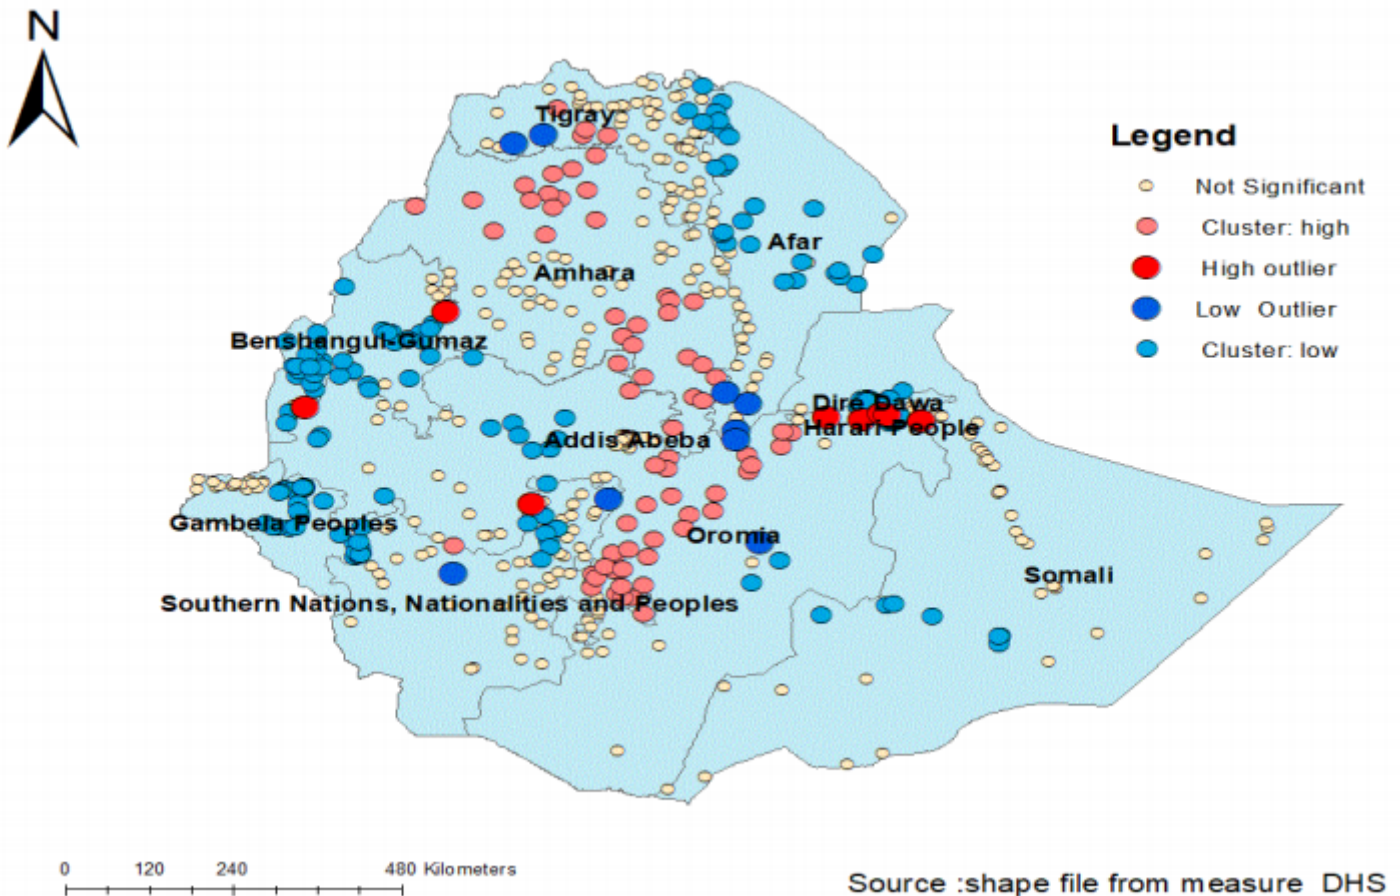 N
Tigray
Legend
Not Significant
Cluster: high
Afar
Amhara
High outlier
Low Outlier
Benshangul-Gumaz
Cluster: low
Dire Dawa
Harari People
Addis Abeba
Gambela Peoples
Oromia
Somali
Southern Nations, Nationalities and Peoples
0 120 240 480 Kilometers
Source :shape file from measure DHS